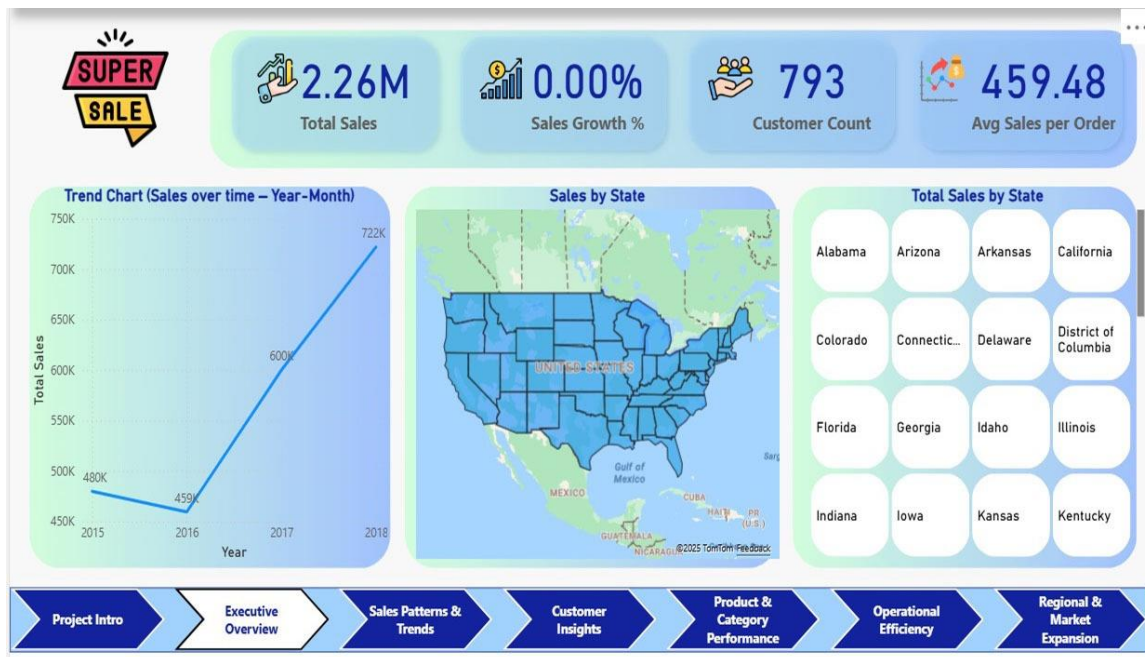 SUPER
SALE
2.26M
Total Sales
0.00%
Sales Growth %
793
Customer Count
459.48
Avg Sales per Order
Trend Chart (Sales over time – Year-Month)
750K
700K
650K
600K
550K
500K
450K
Total Sales
480K
459K
600K
722K
2015 2016 2017 2018
Year
Sales by State
UNITED STATES
Gulf of
Mexico
MEXICO
CUBA
HAITI
PR
(U.S.)
GUATEMALA
NICARAGUA
©2025 TomTom Feedback
Total Sales by State
Alabama Arizona Arkansas California
Colorado Connectic... Delaware District of
Columbia
Florida Georgia Idaho Illinois
Indiana Iowa Kansas Kentucky
Project Intro
Executive
Overview
Sales Patterns &
Trends
Customer
Insights
Product &
Category
Performance
Operational
Efficiency
Regional &
Market
Expansion